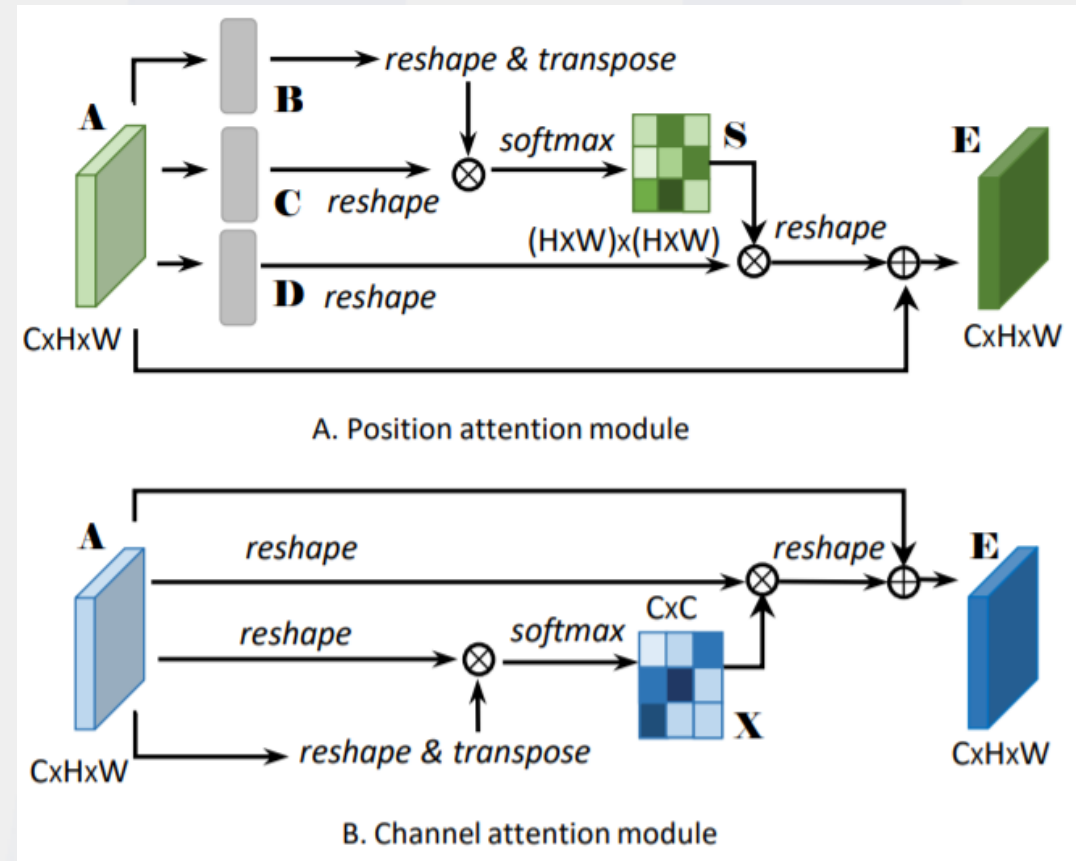 reshape & transpose
B
A
softmax
S
E
C reshape
(HxW)x(HxW)
reshape
D reshape
CxHxW
CxHxW
A. Position attention module
A
reshape
reshape
E
CxC
reshape
softmax
X
reshape & transpose
CxHxW
CxHxW
B. Channel attention module